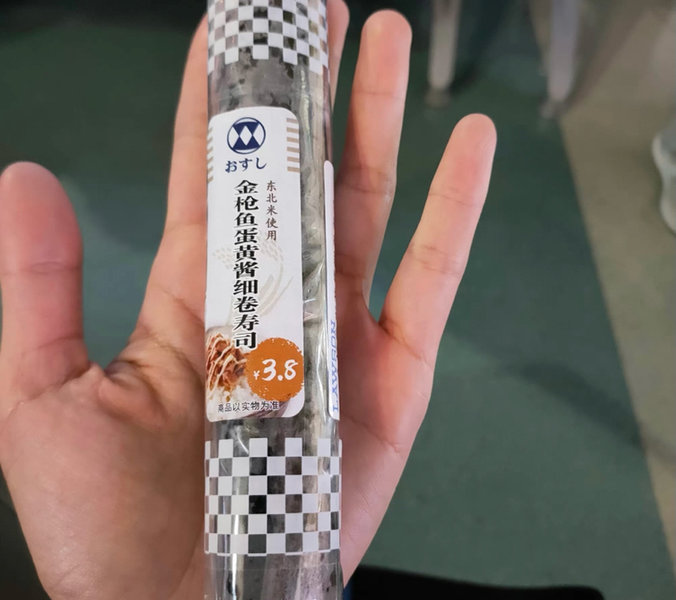 おすし
东北米使用
金枪鱼蛋黄酱细卷寿司
¥3.8
商品以实物为准